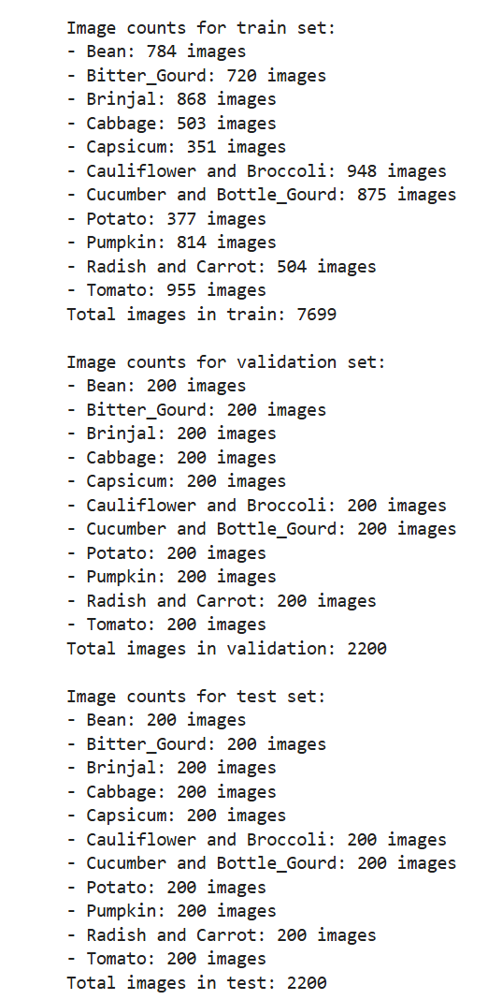 Image counts for train set:
- Bean: 784 images
- Bitter_Gourd: 720 images
- Brinjal: 868 images
- Cabbage: 503 images
- Capsicum: 351 images
- Cauliflower and Broccoli: 948 images
- Cucumber and Bottle_Gourd: 875 images
- Potato: 377 images
- Pumpkin: 814 images
- Radish and Carrot: 504 images
- Tomato: 955 images
Total images in train: 7699
Image counts for validation set:
- Bean: 200 images
- Bitter_Gourd: 200 images
- Brinjal: 200 images
- Cabbage: 200 images
- Capsicum: 200 images
- Cauliflower and Broccoli: 200 images
- Cucumber and Bottle_Gourd: 200 images
- Potato: 200 images
- Pumpkin: 200 images
- Radish and Carrot: 200 images
- Tomato: 200 images
Total images in validation: 2200
Image counts for test set:
- Bean: 200 images
- Bitter_Gourd: 200 images
- Brinjal: 200 images
- Cabbage: 200 images
- Capsicum: 200 images
- Cauliflower and Broccoli: 200 images
- Cucumber and Bottle_Gourd: 200 images
- Potato: 200 images
- Pumpkin: 200 images
- Radish and Carrot: 200 images
- Tomato: 200 images
Total images in test: 2200